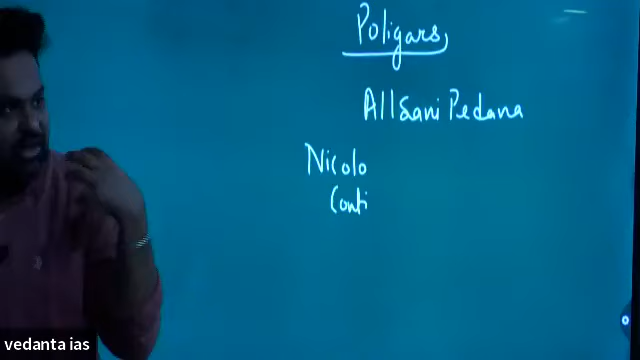 Poligars,
Allsani Pedana
Nicolo
Conti
vedanta ias